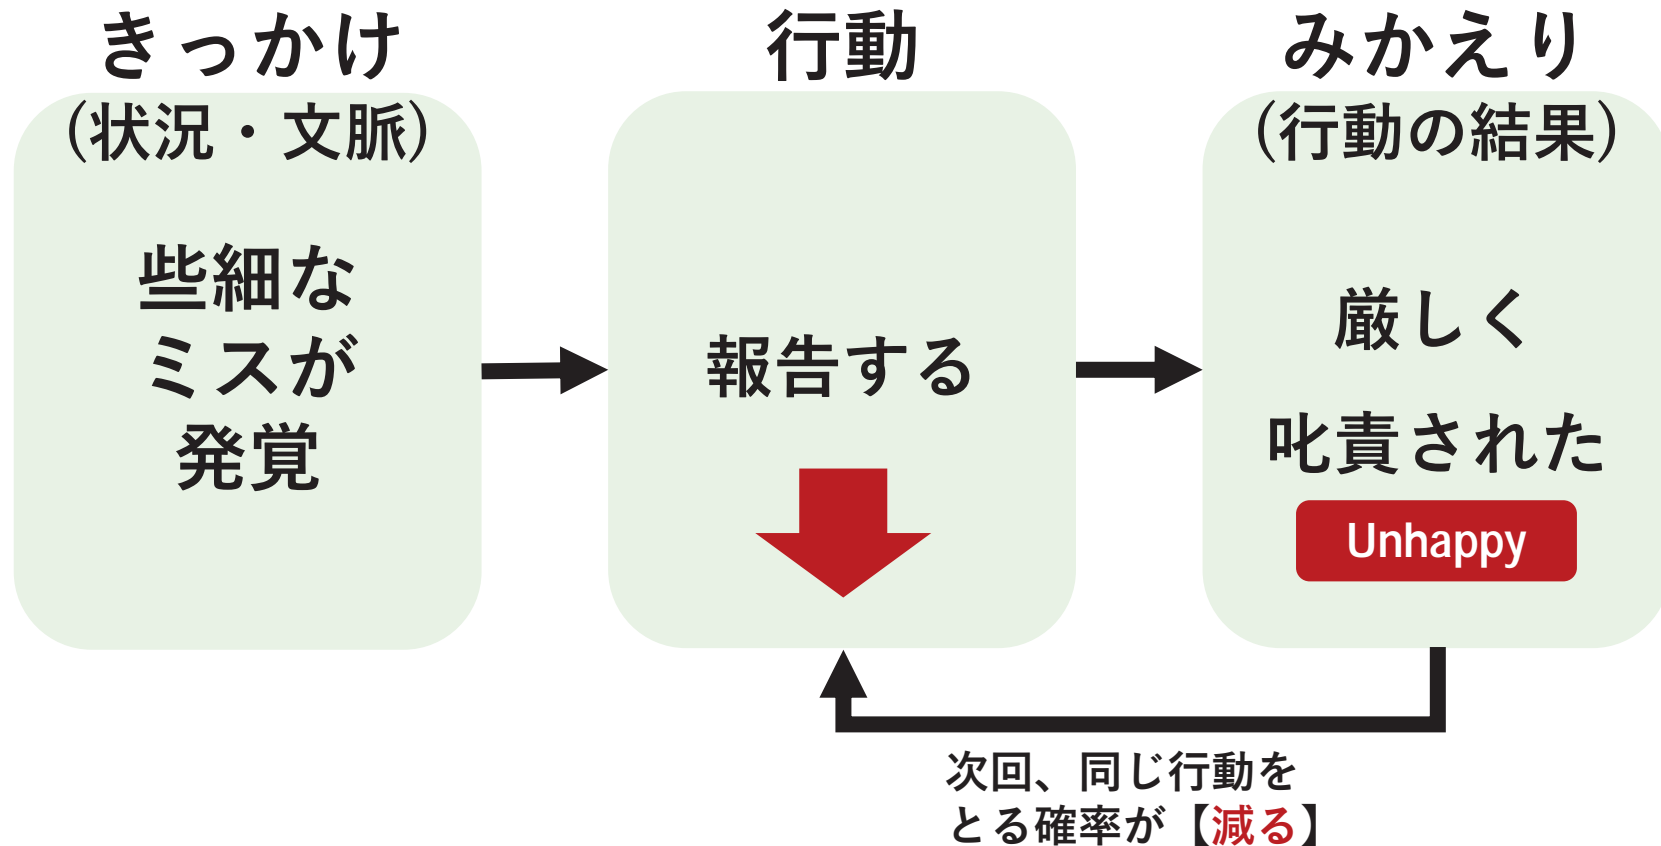 きっかけ
(状況・文脈)
些細な
ミスが
発覚
行動
報告する
みかえり
(行動の結果)
厳しく
叱責された
Unhappy
次回、同じ行動を
とる確率が【減る】